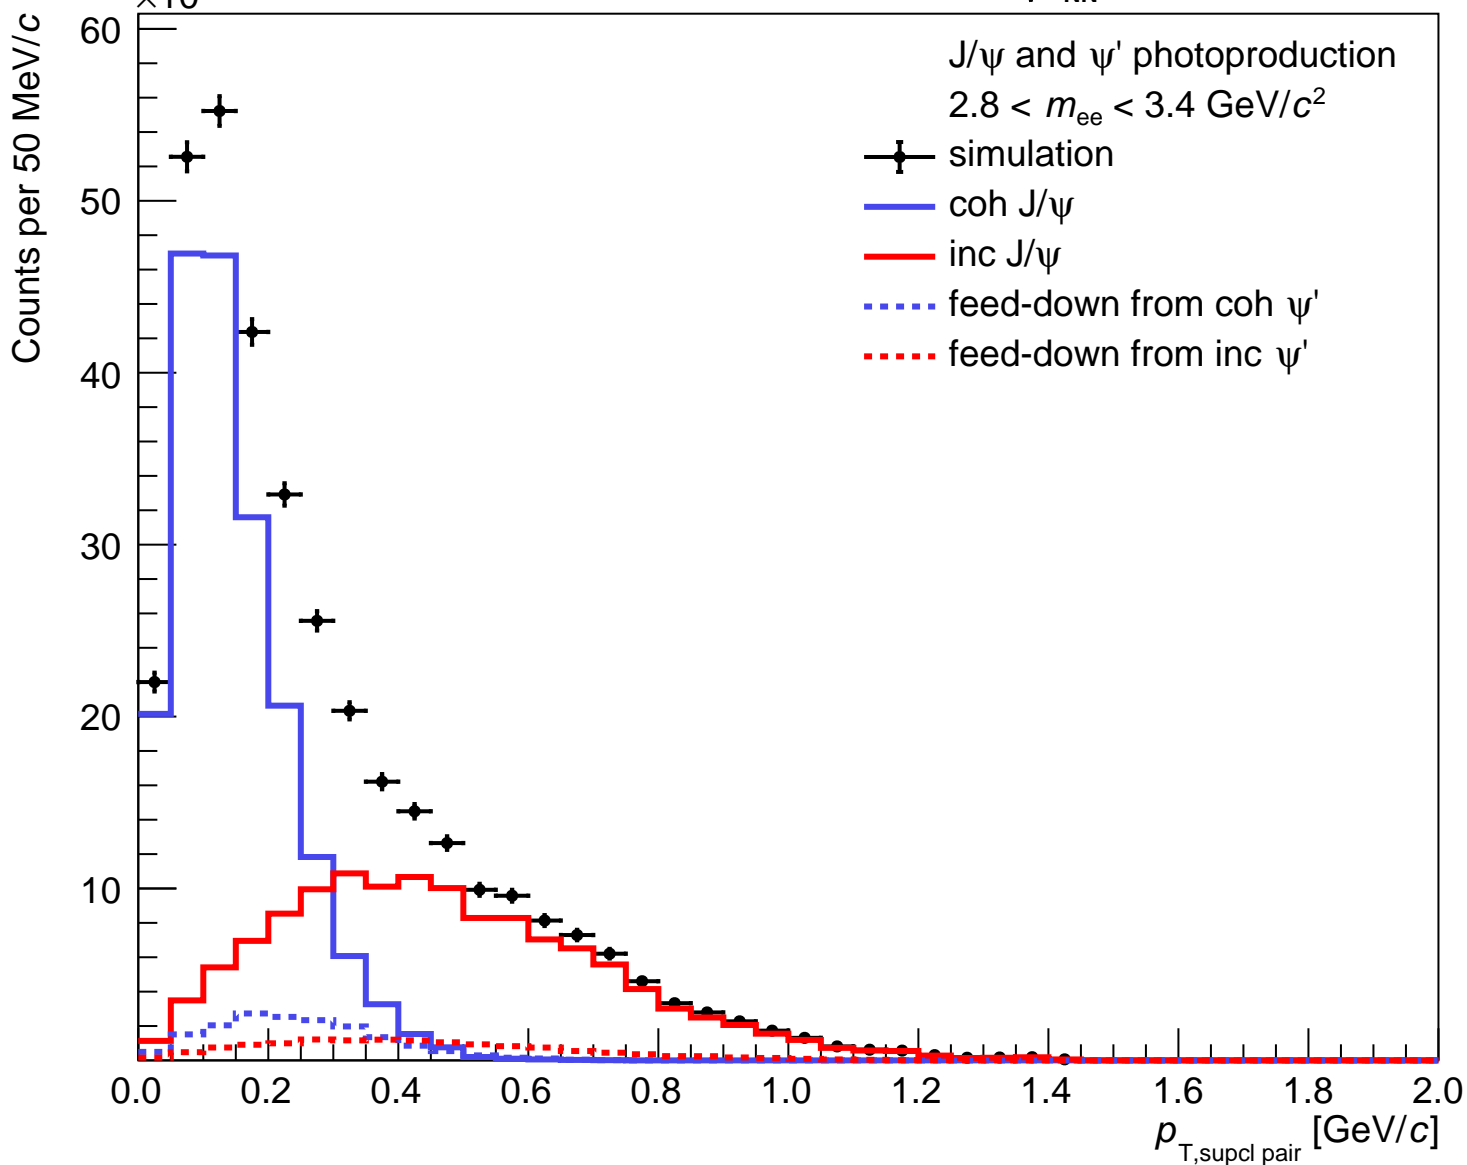 J/ψ and ψ' photoproduction
2.8 < m_ee < 3.4 GeV/c²
simulation
coh J/ψ
inc J/ψ
feed-down from coh ψ'
feed-down from inc ψ'
Counts per 50 MeV/c
60
50
40
30
20
10
0.0 0.2 0.4 0.6 0.8 1.0 1.2 1.4 1.6 1.8 2.0
p_T,supcl pair [GeV/c]